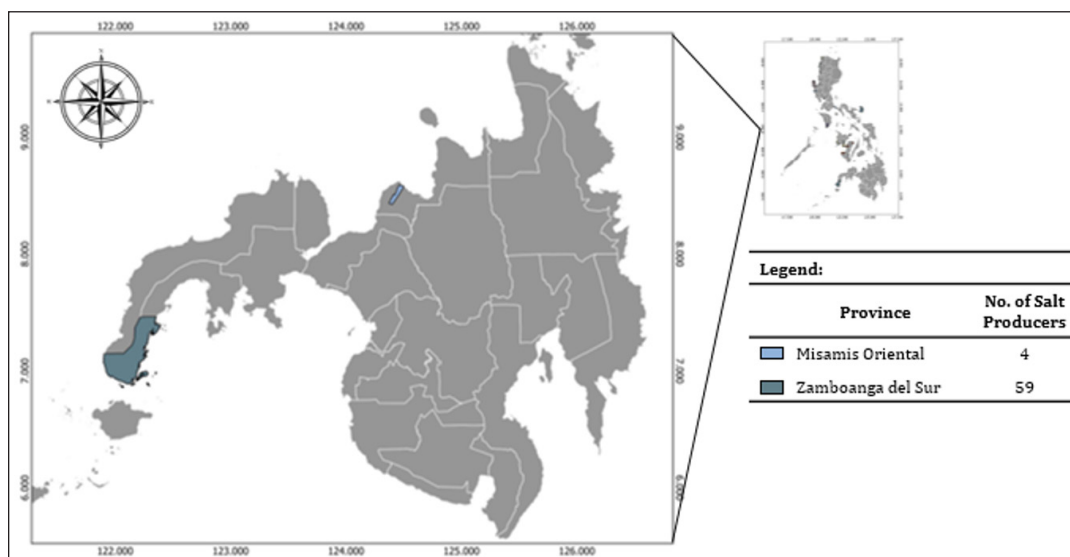 122.000 123.000 124.000 125.000 126.000
9.000 9.000
8.000 8.000
7.000 7.000
6.000 6.000
122.000 123.000 124.000 125.000 126.000
Legend:
Province No. of Salt
Producers
Misamis Oriental 4
Zamboanga del Sur 59